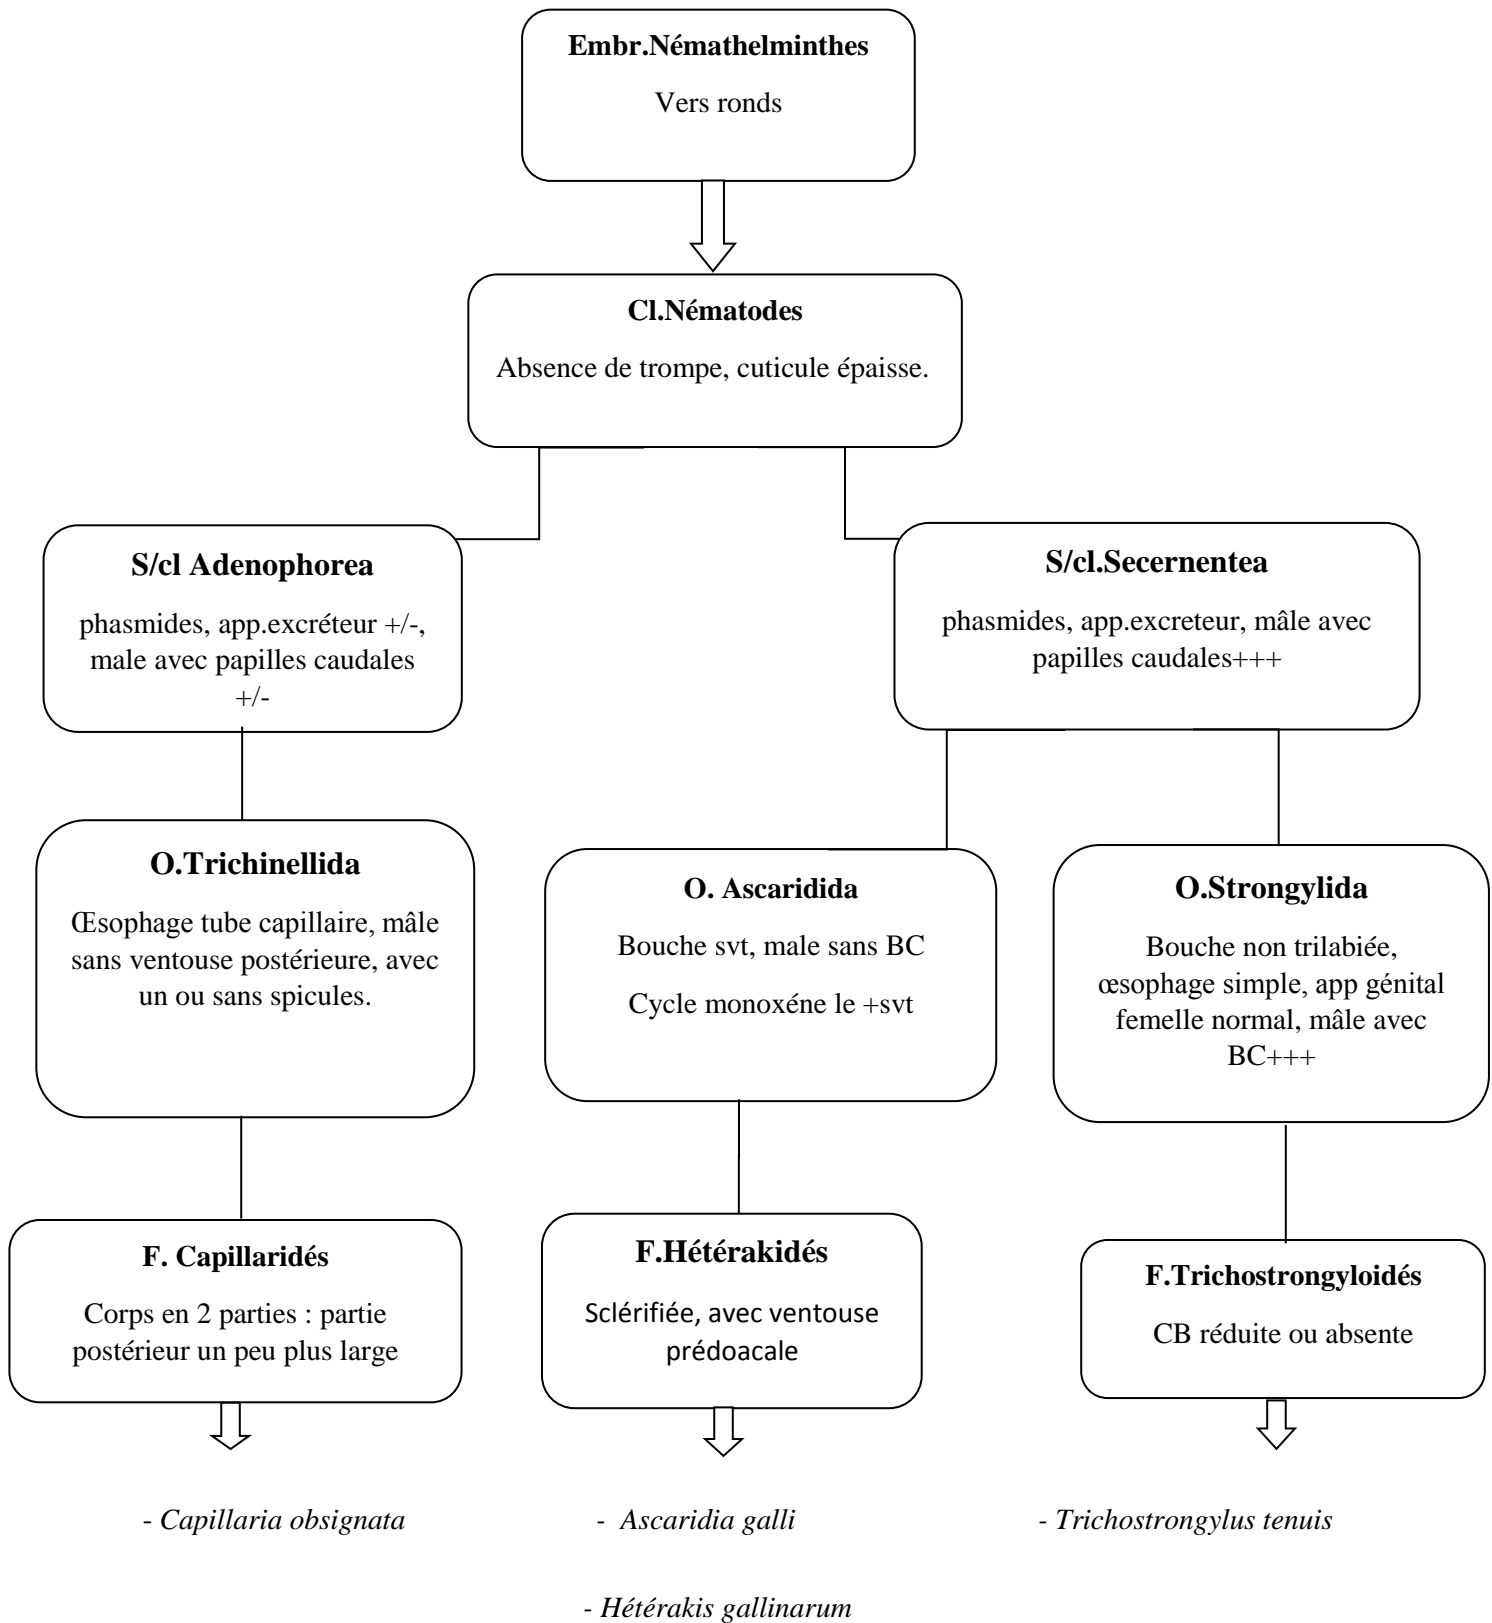 Embr.Némathelminthes
Vers ronds
Cl.Nématodes
Absence de trompe, cuticule épaisse.
S/cl Adenophorea
phasmides, app.excréteur +/-,
male avec papilles caudales
+/-
S/cl.Secernentea
phasmides, app.excreteur, mâle avec
papilles caudales+++
O.Trichinellida
Œsophage tube capillaire, mâle
sans ventouse postérieure, avec
un ou sans spicules.
O. Ascaridida
Bouche svt, male sans BC
Cycle monoxéne le +svt
O.Strongylida
Bouche non trilabiée,
œsophage simple, app génital
femelle normal, mâle avec
BC+++
F. Capillaridés
Corps en 2 parties : partie
postérieur un peu plus large
F.Hétérakidés
Sclérifiée, avec ventouse
prédoacale
F.Trichostrongyloidés
CB réduite ou absente
- Capillaria obsignata
- Ascaridia galli
- Trichostrongylus tenuis
- Hétérakis gallinarum